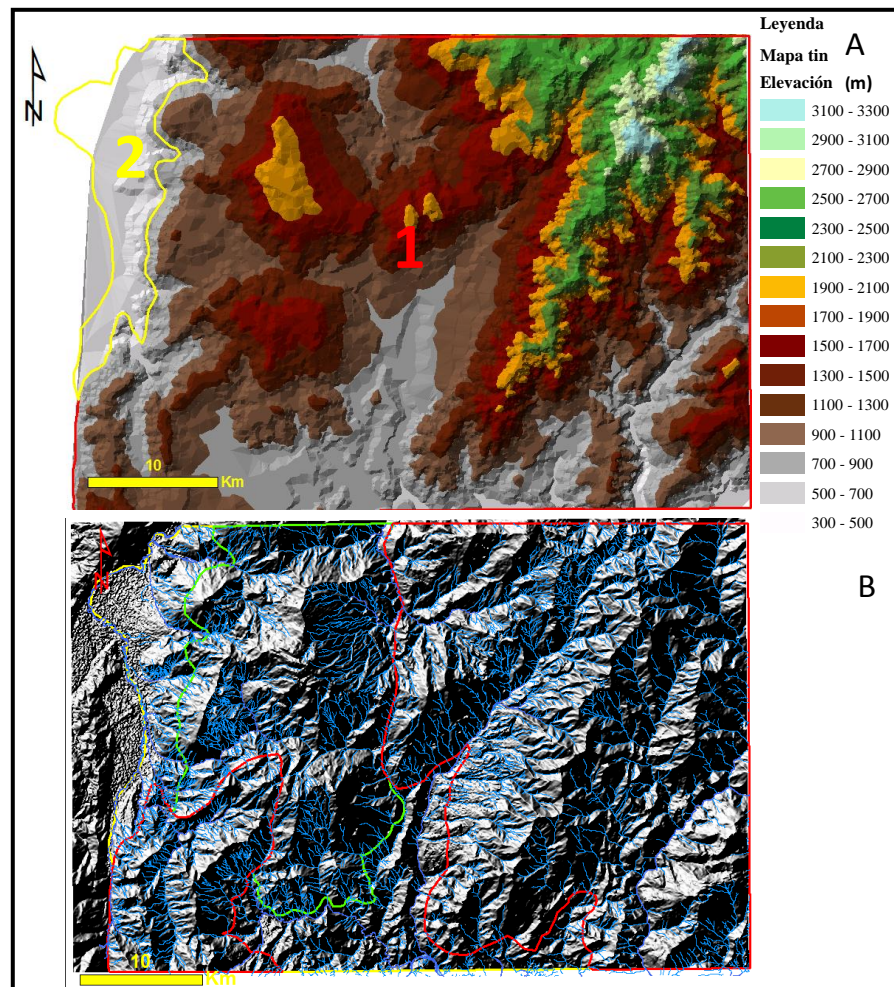 Leyenda
Mapa tin
Elevación (m)
3100 - 3300
2900 - 3100
2700 - 2900
2500 - 2700
2300 - 2500
2100 - 2300
1900 - 2100
1700 - 1900
1500 - 1700
1300 - 1500
1100 - 1300
900 - 1100
700 - 900
500 - 700
300 - 500
A
N
2
1
10
Km
B
N
10
Km